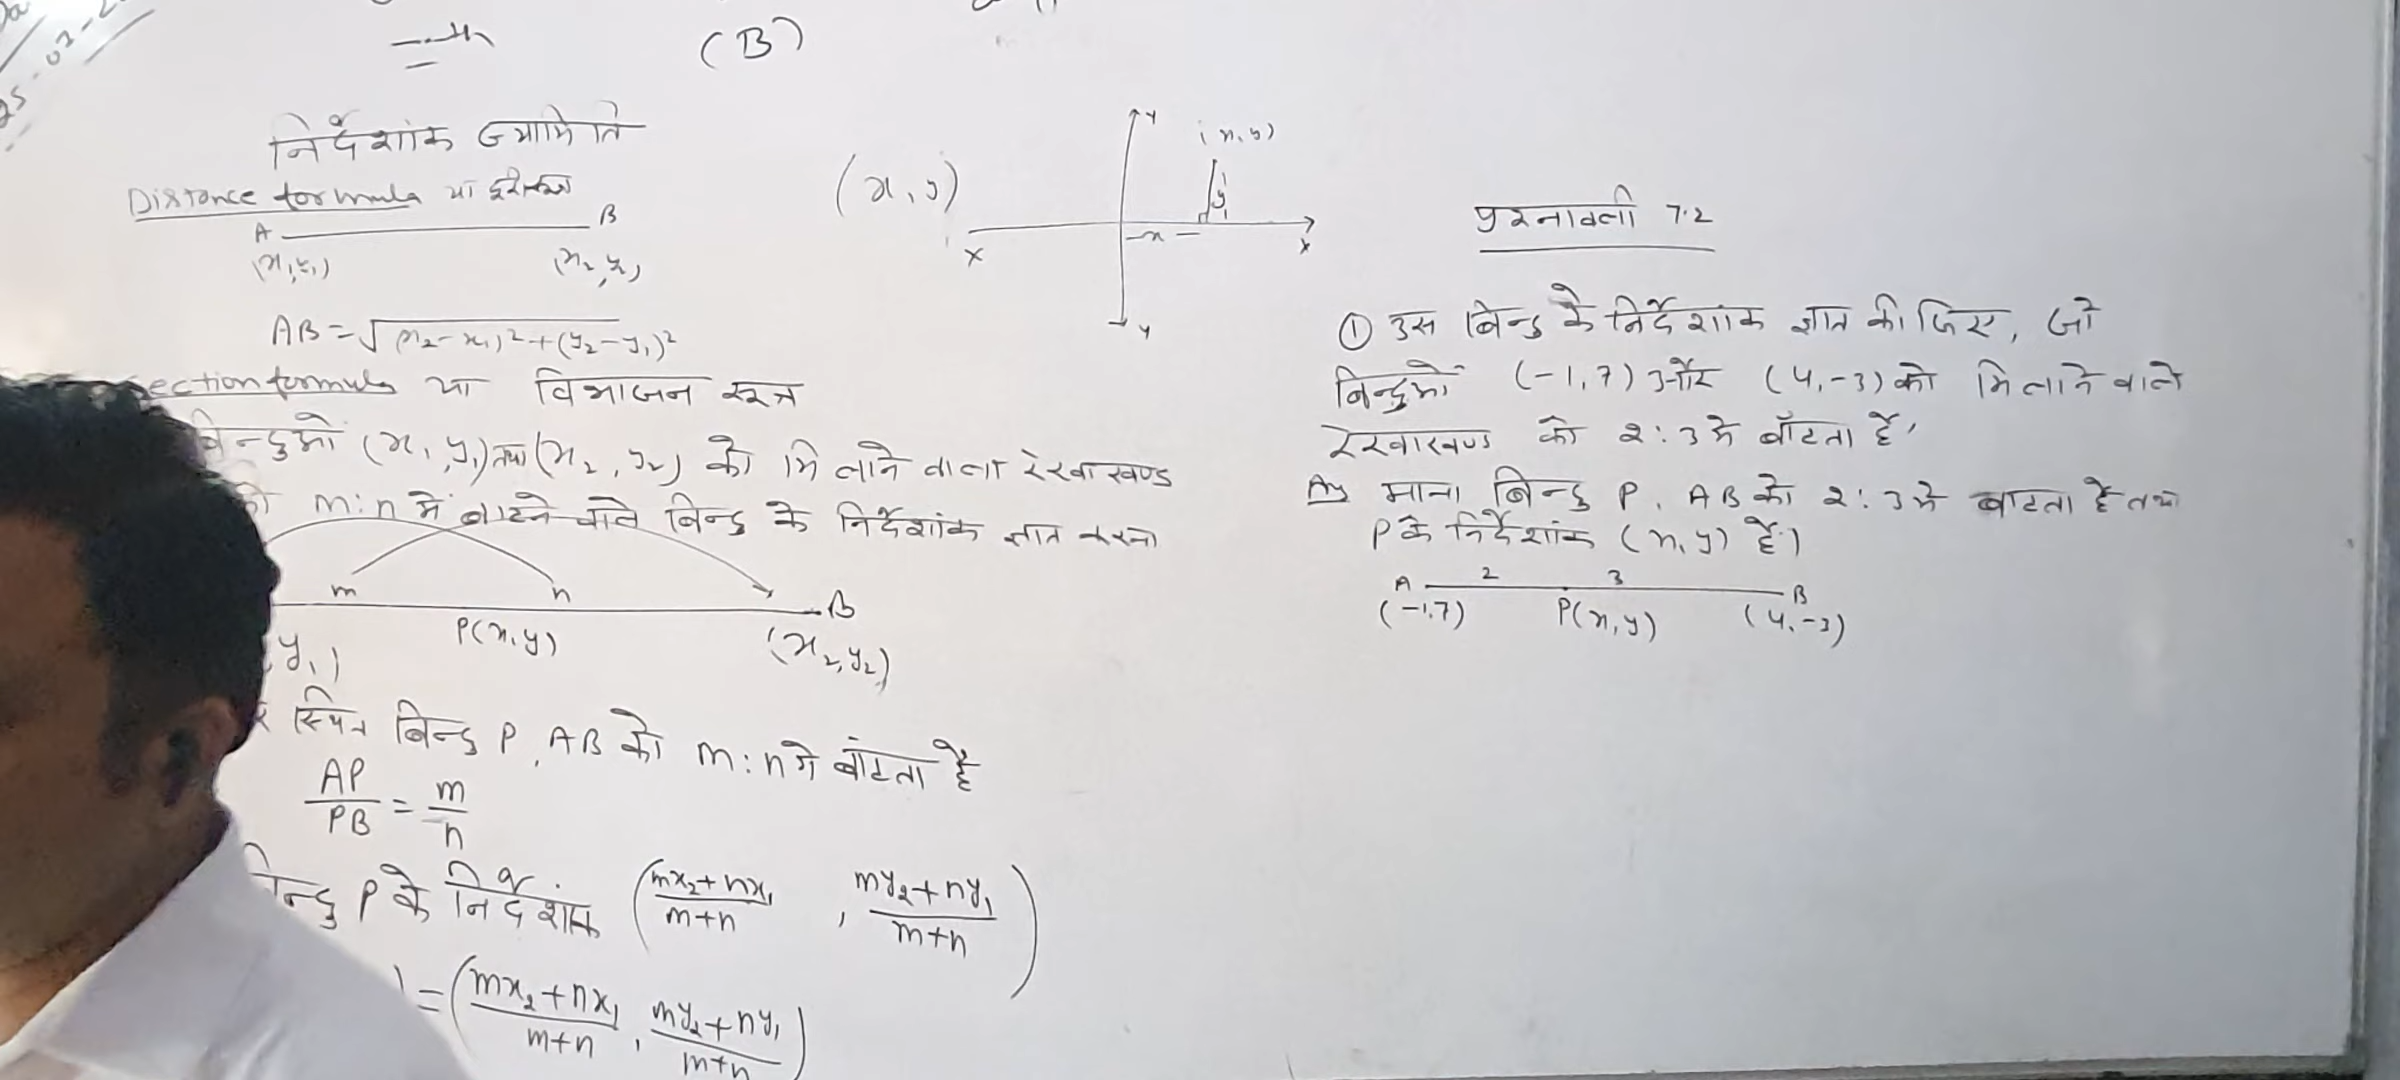 (B)
निर्देशांक ज्यामिति
Distance formula या दूरी सूत्र
A B
(x₁,y₁) (x₂,y₂)
AB=√(x₂-x₁)²+(y₂-y₁)²
ection formula या विभाजन सूत्र
बिन्दुओं (x₁,y₁) तथा (x₂,y₂) को मिलाने वाला रेखाखण्ड
को m:n में बाटने वाले बिन्दु के निर्देशांक ज्ञात करना
m n B
P(x,y) (x₂,y₂)
,y₁)
स्थित बिन्दु P, AB को m:n मे बांटता है
AP/PB = m/n
बिन्दु P के निर्देशांक (mx₂+nx₁/m+n , my₂+ny₁/m+n)
)=(mx₂+nx₁/m+n , my₂+ny₁/m+n)
(x,y)
Y
(x,y)
y
x
X X
Y
प्रश्नावली 7.2
① उस बिन्दु के निर्देशांक ज्ञात कीजिए, जो
बिन्दुओं (-1,7) और (4,-3) को मिलाने वाले
रेखाखण्ड को 2:3 मे बाँटता है,
माना बिन्दु P, AB को 2:3 मे बाटता है तथा
P के निर्देशांक (x,y) है।
A 2 3 B
(-1,7) P(x,y) (4,-3)